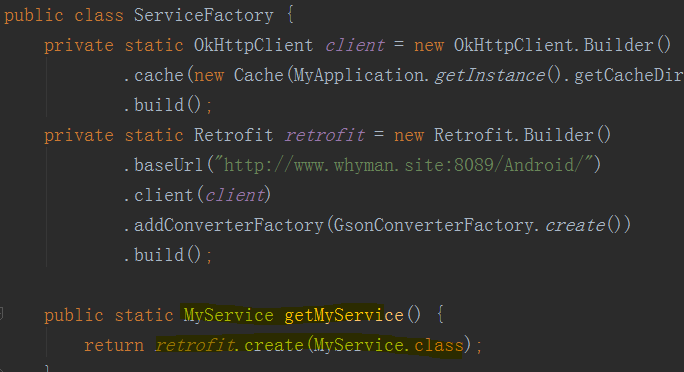 public class ServiceFactory {
private static OkHttpClient client = new OkHttpClient.Builder()
.cache(new Cache(MyApplication.getInstance().getCacheDir
.build();
private static Retrofit retrofit = new Retrofit.Builder()
.baseUrl("http://www.whyman.site:8089/Android/")
.client(client)
.addConverterFactory(GsonConverterFactory.create())
.build();
public static MyService getMyService() {
return retrofit.create(MyService.class);